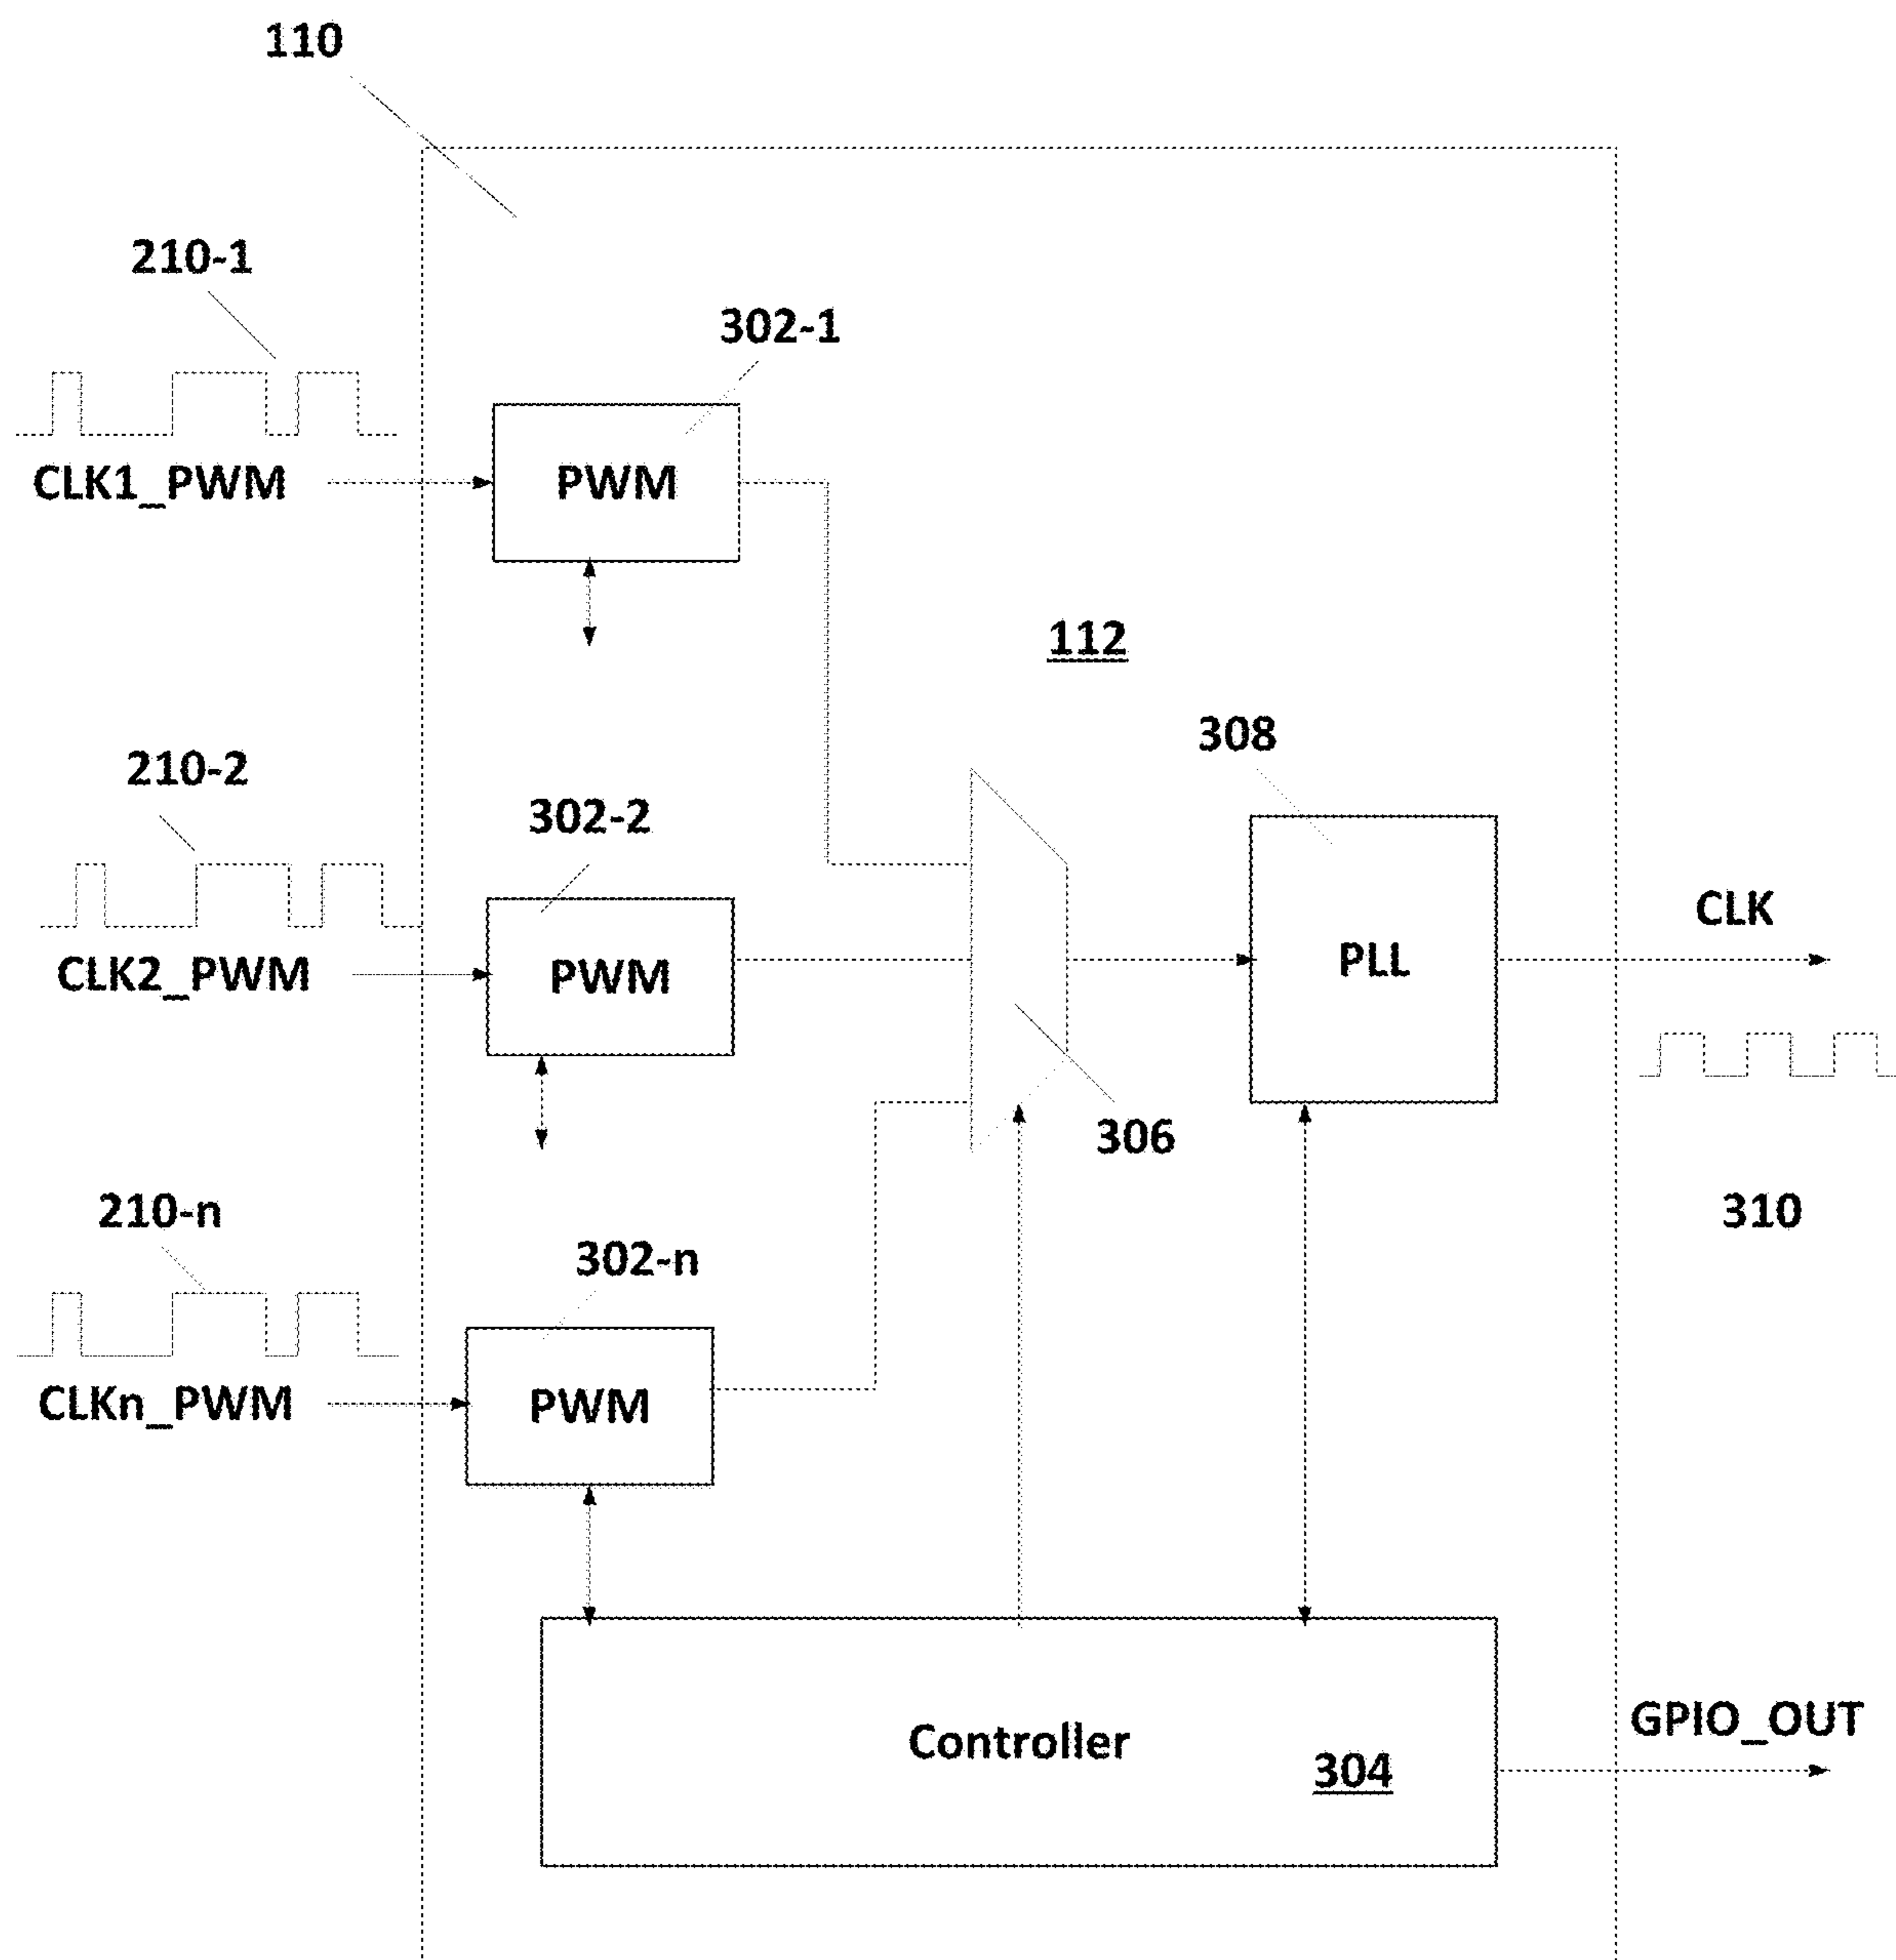 110
210-1
302-1
CLK1_PWM
PWM
112
308
210-2
302-2
CLK
CLK2_PWM
PWM
PLL
306
210-n
310
302-n
CLKn_PWM
PWM
GPIO_OUT
Controller
304